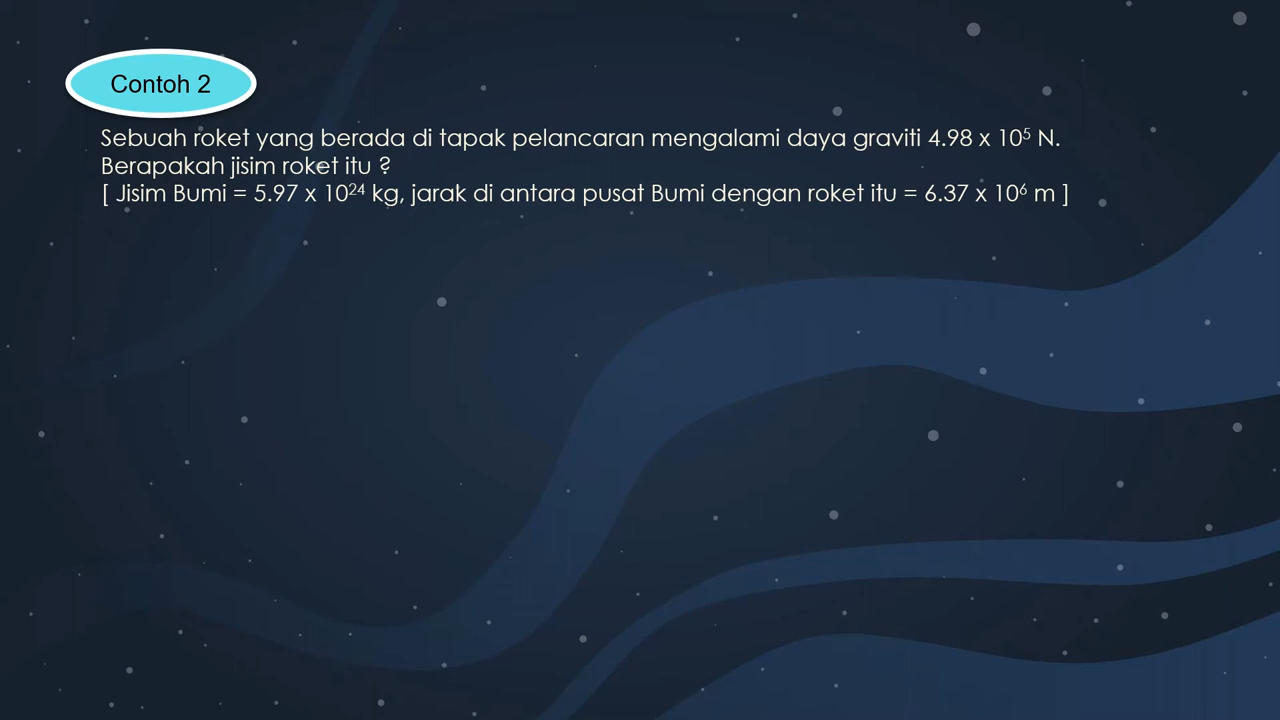 Contoh 2
Sebuah roket yang berada di tapak pelancaran mengalami daya graviti 4.98 x 10⁵ N.
Berapakah jisim roket itu ?
[ Jisim Bumi = 5.97 x 10²⁴ kg, jarak di antara pusat Bumi dengan roket itu = 6.37 x 10⁶ m ]